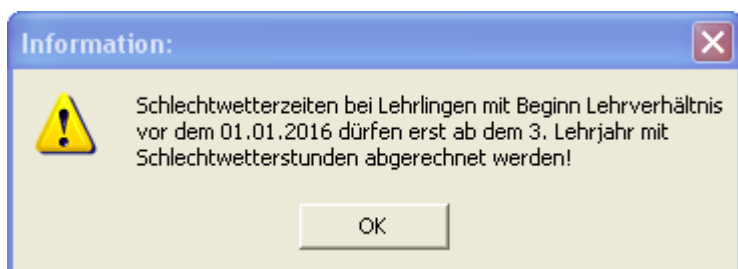 Information:
Schlechtwetterzeiten bei Lehrlingen mit Beginn Lehrverhältnis
vor dem 01.01.2016 dürfen erst ab dem 3. Lehrjahr mit
Schlechtwetterstunden abgerechnet werden!
OK